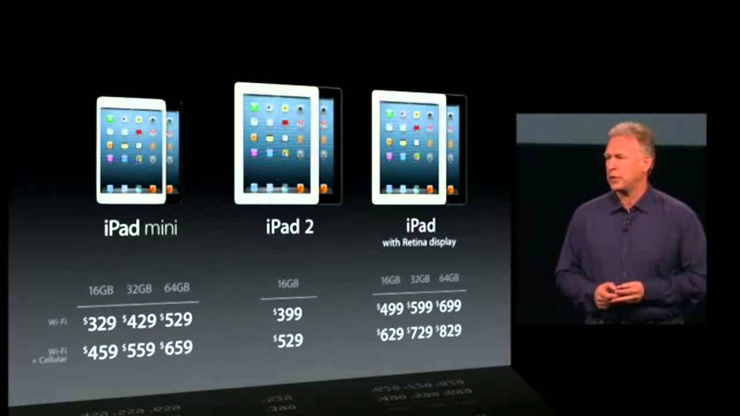 iPad mini
iPad 2
iPad
with Retina display
16GB 32GB 64GB
16GB
16GB 32GB 64GB
Wi-Fi
$329 $429 $529
$399
$499 $599 $699
Wi-Fi
+ Cellular
$459 $559 $659
$529
$629 $729 $829